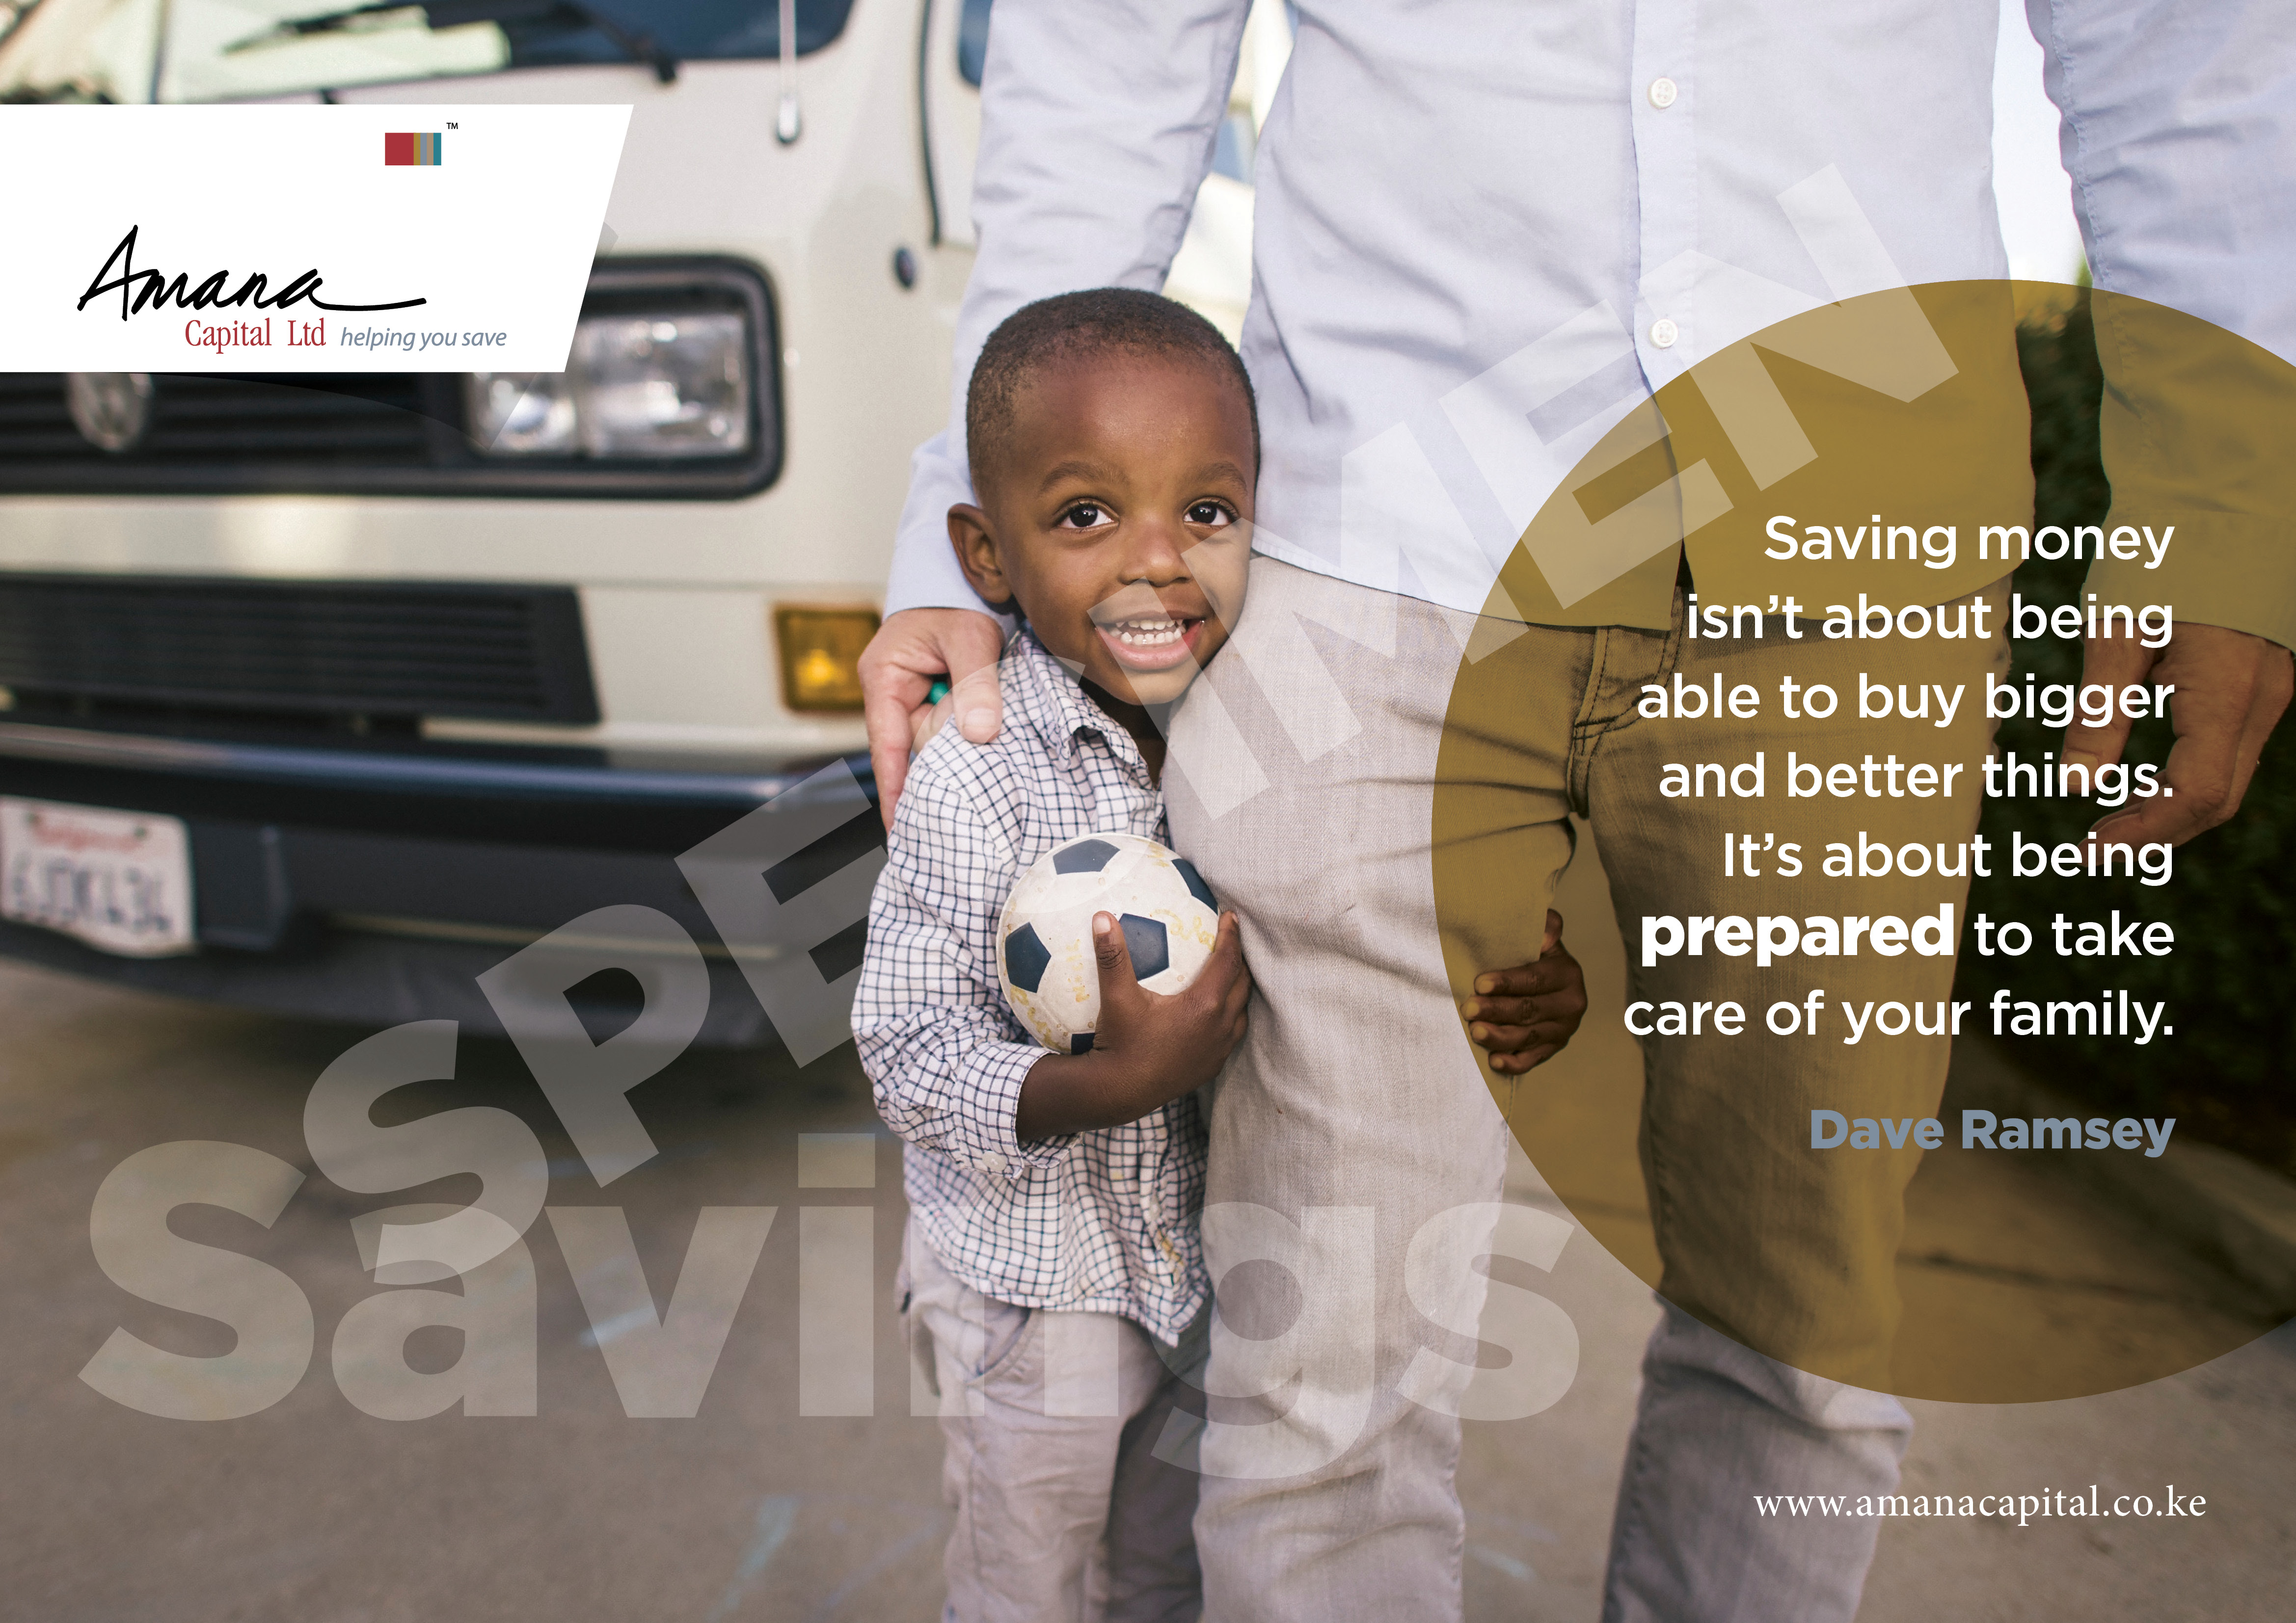 TM
Amana
Capital Ltd helping you save
SPECIMEN
Saving money
isn’t about being
able to buy bigger
and better things.
It’s about being
prepared to take
care of your family.
Dave Ramsey
Savings
www.amanacapital.co.ke